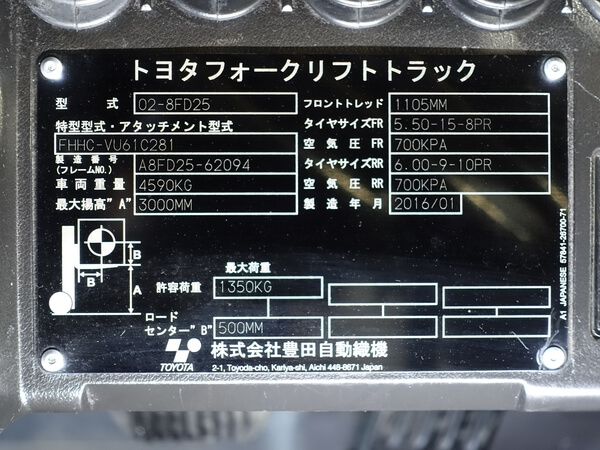 トヨタフォークリフトトラック
型 式 02-8FD25 フロントトレッド 1105MM
特型型式・アタッチメント型式 タイヤサイズFR 5.50-15-8PR
FHHC-VU61C281 空 気 圧 FR 700KPA
製 造 番 号 (フレームNO.) A8FD25-62094 タイヤサイズRR 6.00-9-10PR
車 両 重 量 4590KG 空 気 圧 RR 700KPA
最大揚高"A" 3000MM 製 造 年 月 2016/01
B
B
A
最大荷重
許容荷重 1350KG
ロード
センター"B" 500MM
TOYOTA
株式会社豊田自動織機
2-1, Toyoda-cho, Kariya-shi, Aichi 448-8671 Japan
A1 JAPANESE 57841-26700-71